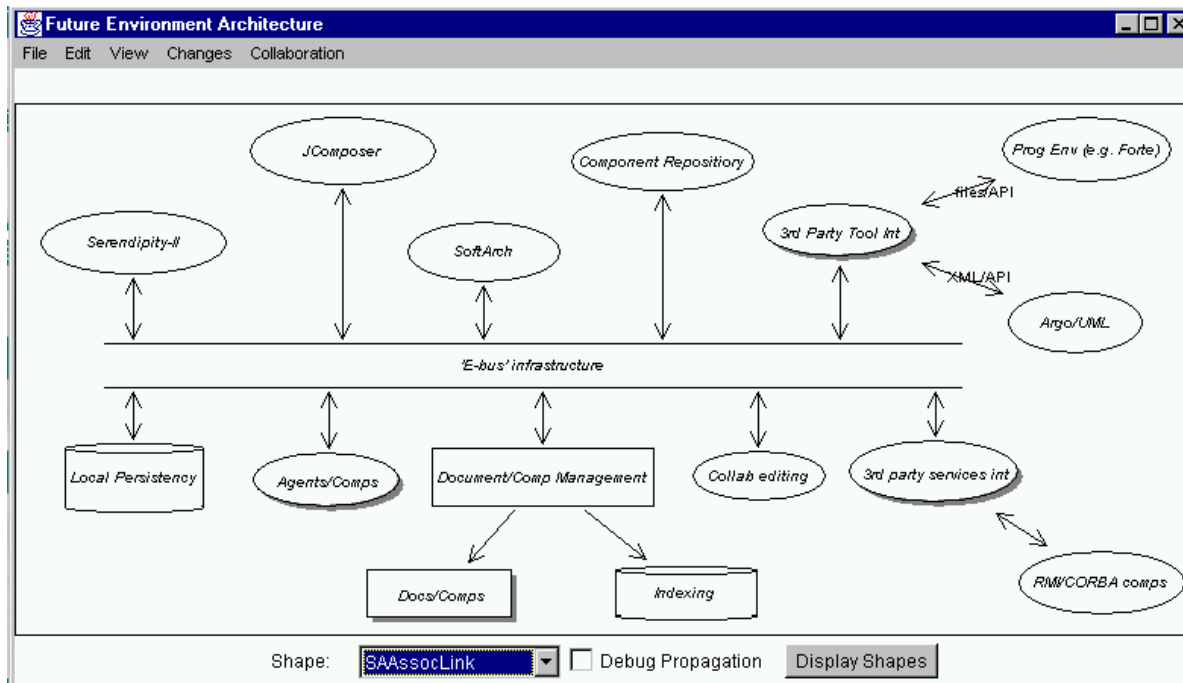 Future Environment Architecture
File Edit View Changes Collaboration
JComposer
Component Repositiory
Prog Env (e.g. Forte)
files/API
Serendipity-II
SoftArch
3rd Party Tool Int
XML/API
Argo/UML
'E-bus' infrastructure
Local Persistency
Agents/Comps
Document/Comp Management
Collab editing
3rd party services int
Docs/Comps
Indexing
RMI/CORBA comps
Shape: SAAssocLink Debug Propagation Display Shapes